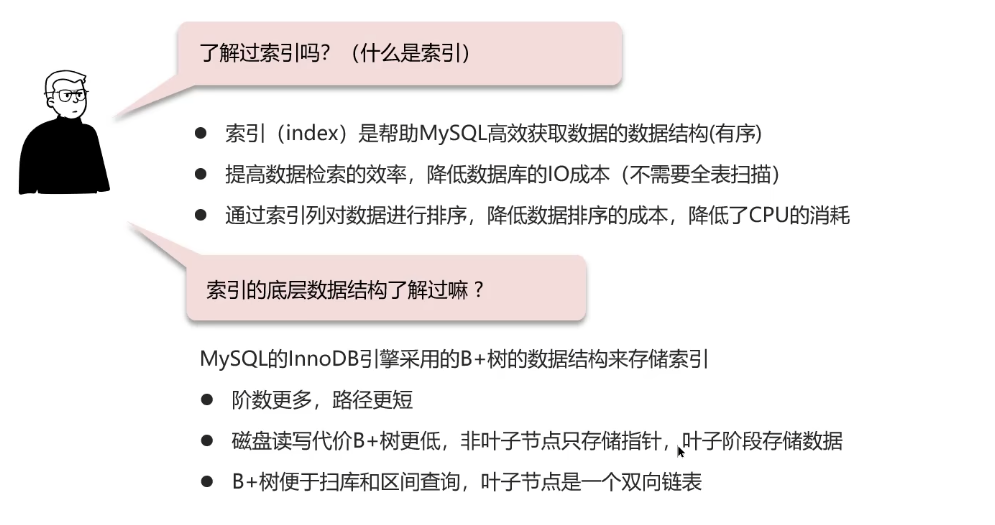 了解过索引吗？（什么是索引）
● 索引（index）是帮助MySQL高效获取数据的数据结构(有序)
● 提高数据检索的效率，降低数据库的IO成本（不需要全表扫描）
● 通过索引列对数据进行排序，降低数据排序的成本，降低了CPU的消耗
索引的底层数据结构了解过嘛 ?
MySQL的InnoDB引擎采用的B+树的数据结构来存储索引
● 阶数更多，路径更短
● 磁盘读写代价B+树更低，非叶子节点只存储指针，叶子阶段存储数据
● B+树便于扫库和区间查询，叶子节点是一个双向链表